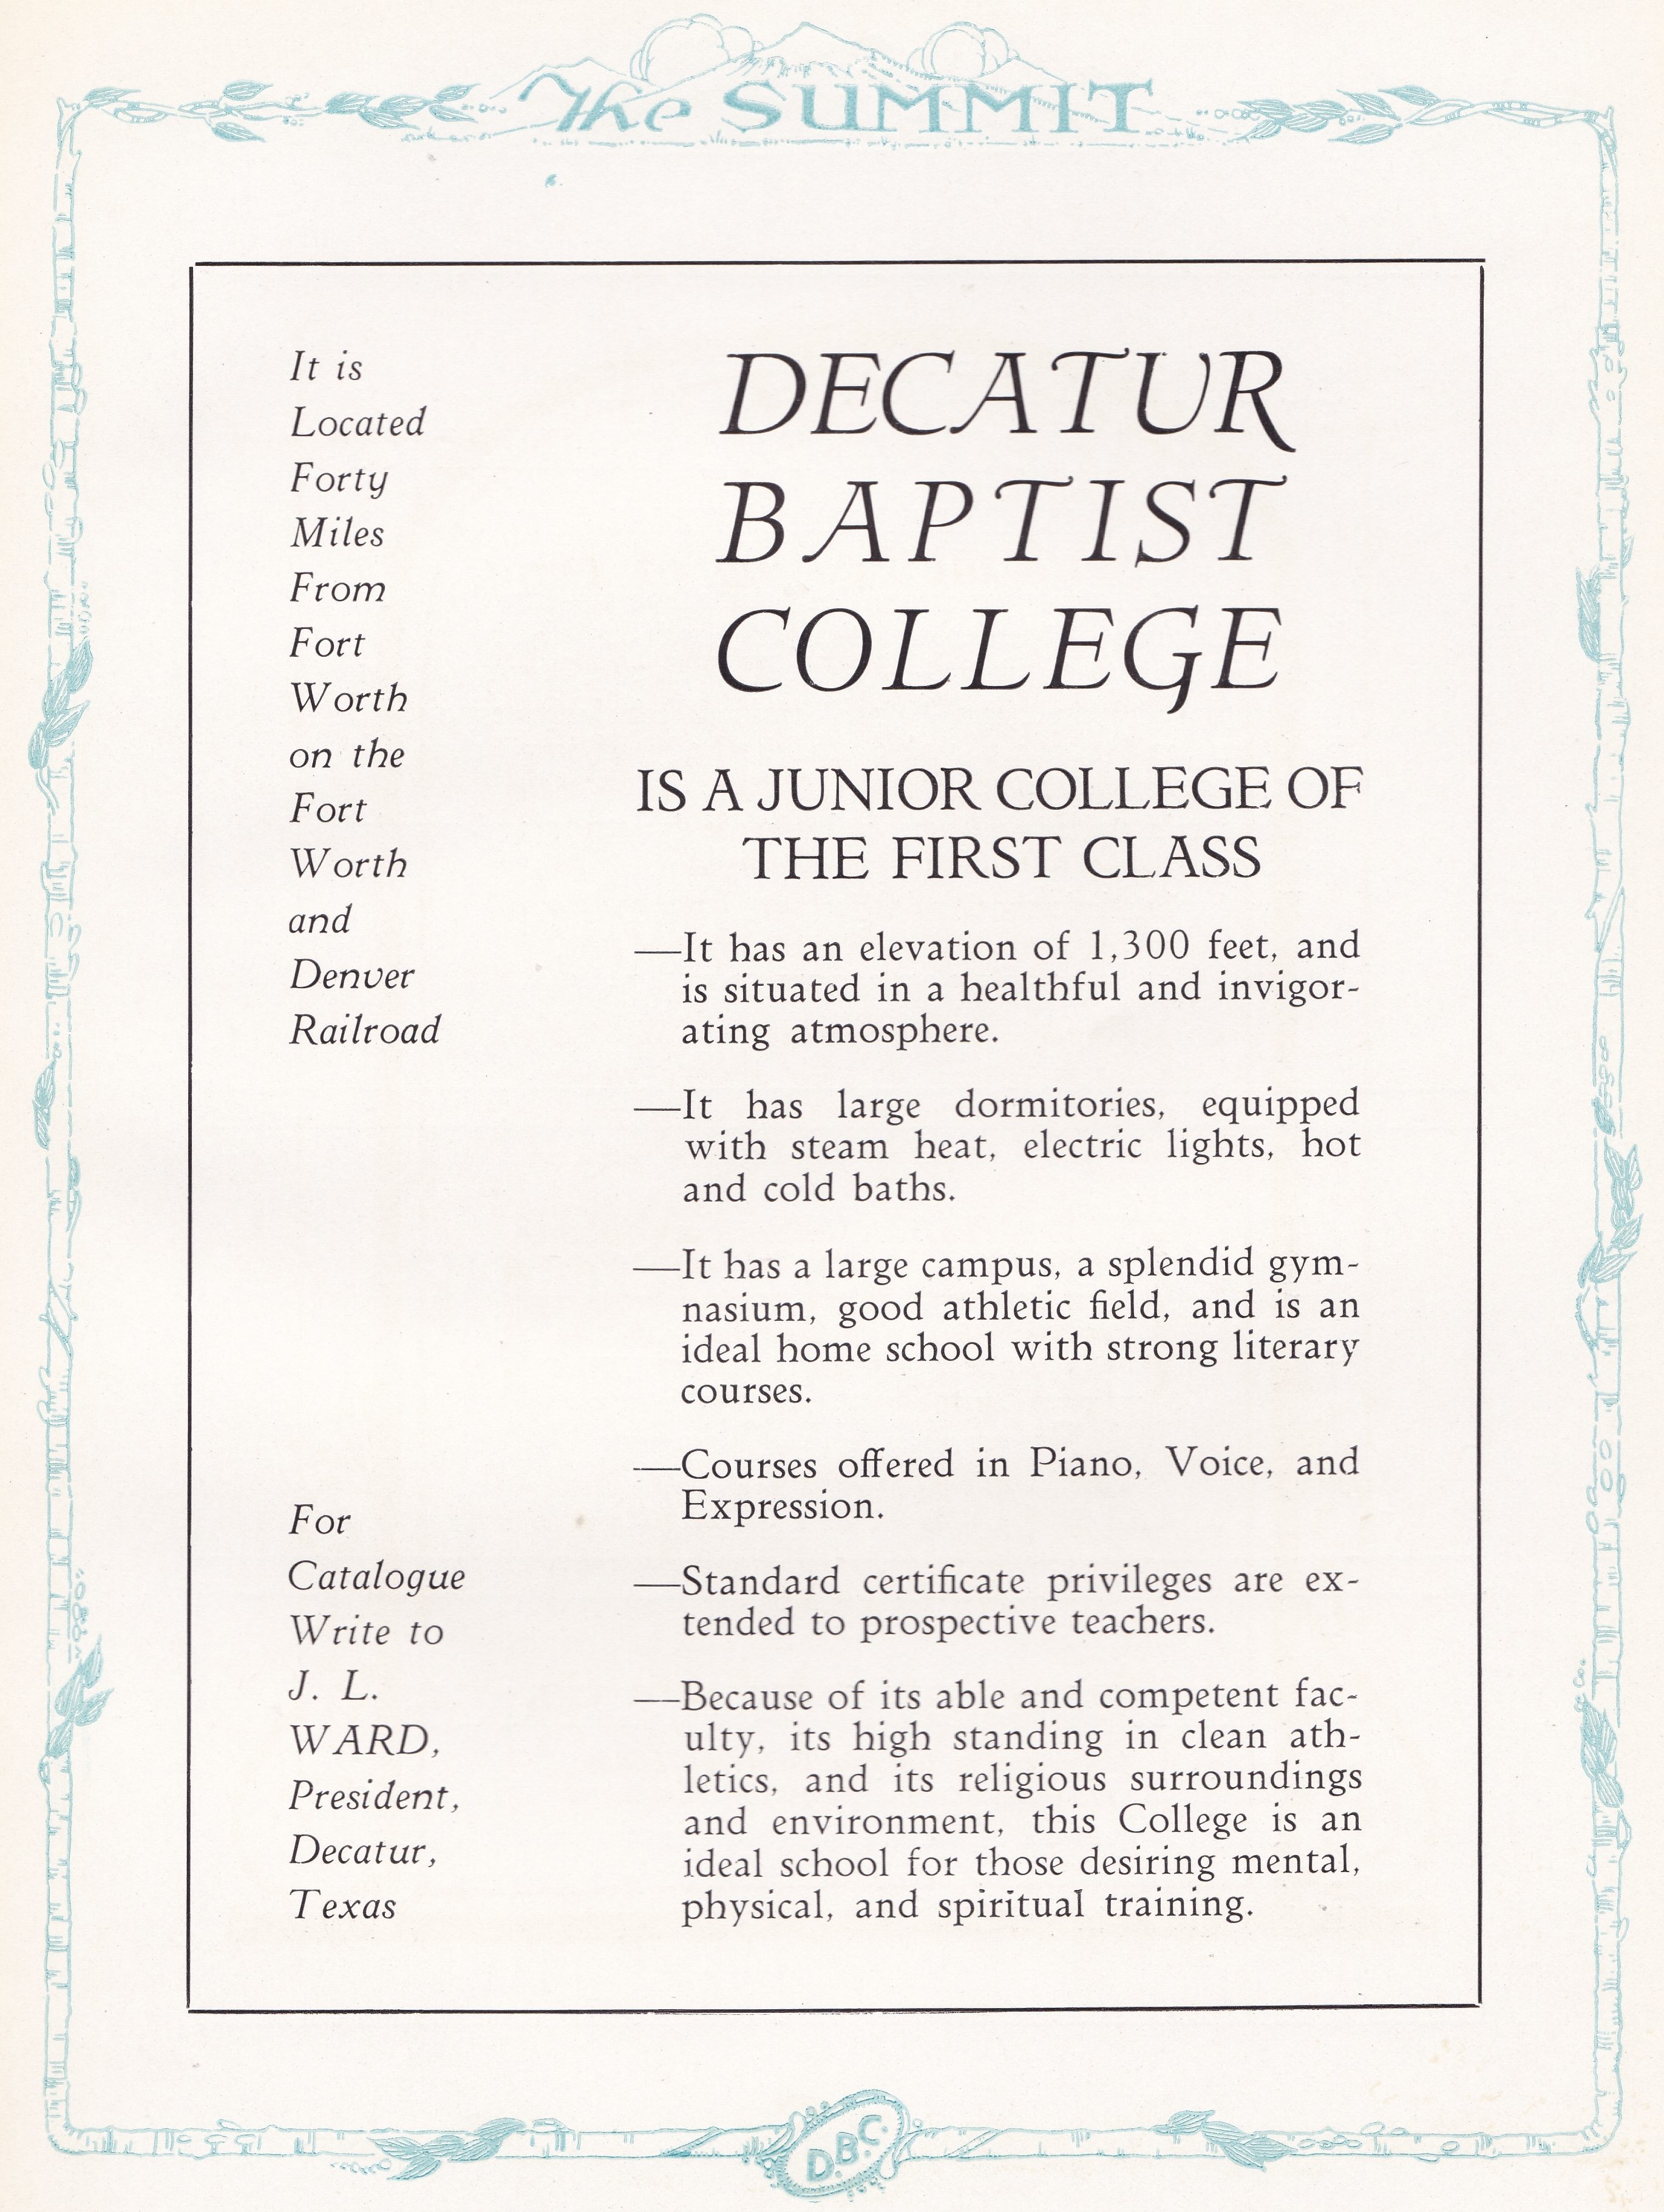 The SUMMIT
It is
Located
Forty
Miles
From
Fort
Worth
on the
Fort
Worth
and
Denver
Railroad
For
Catalogue
Write to
J. L.
WARD,
President,
Decatur,
Texas
DECATUR
BAPTIST
COLLEGE
IS A JUNIOR COLLEGE OF
THE FIRST CLASS
—It has an elevation of 1,300 feet, and
is situated in a healthful and invigor-
ating atmosphere.
—It has large dormitories, equipped
with steam heat, electric lights, hot
and cold baths.
—It has a large campus, a splendid gym-
nasium, good athletic field, and is an
ideal home school with strong literary
courses.
—Courses offered in Piano, Voice, and
Expression.
—Standard certificate privileges are ex-
tended to prospective teachers.
—Because of its able and competent fac-
ulty, its high standing in clean ath-
letics, and its religious surroundings
and environment, this College is an
ideal school for those desiring mental,
physical, and spiritual training.
D.B.C.